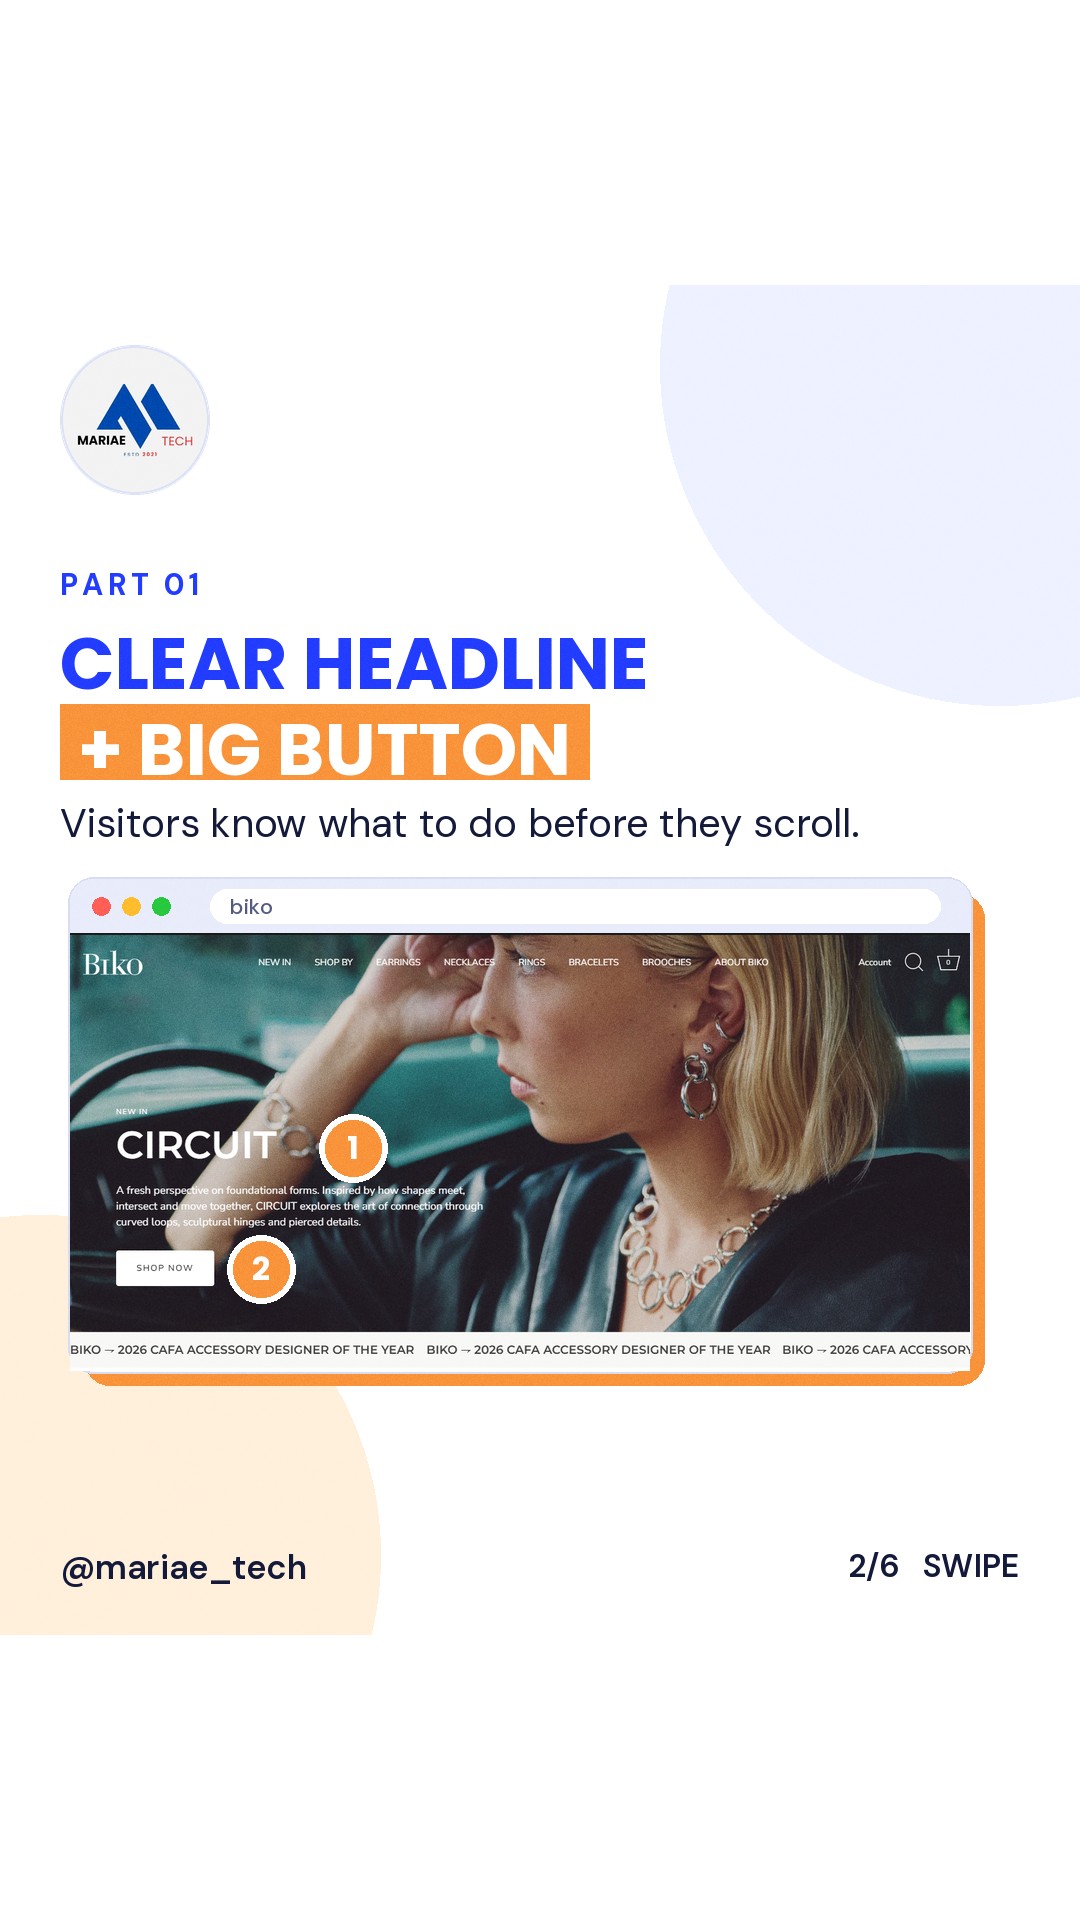 MARIAE TECH
ESTD 2021
PART 01
CLEAR HEADLINE
+ BIG BUTTON
Visitors know what to do before they scroll.
biko
Biko
NEW IN SHOP BY EARRINGS NECKLACES RINGS BRACELETS BROOCHES ABOUT BIKO Account 0
NEW IN
CIRCUIT 1
A fresh perspective on foundational forms. Inspired by how shapes meet,
intersect and move together, CIRCUIT explores the art of connection through
curved loops, sculptural hinges and pierced details.
SHOP NOW 2
BIKO → 2026 CAFA ACCESSORY DESIGNER OF THE YEAR BIKO → 2026 CAFA ACCESSORY DESIGNER OF THE YEAR BIKO → 2026 CAFA ACCESSORY
@mariae_tech
2/6 SWIPE